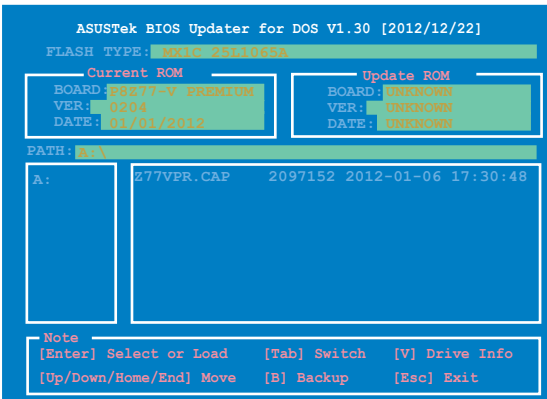 ASUSTek BIOS Updater for DOS V1.30 [2012/12/22]
FLASH TYPE: MX1C 25L1065A
Current ROM
BOARD: P8Z77-V PREMIUM
VER: 0204
DATE: 01/01/2012
Update ROM
BOARD: UNKNOWN
VER: UNKNOWN
DATE: UNKNOWN
PATH: A:\
A:
Z77VPR.CAP 2097152 2012-01-06 17:30:48
Note
[Enter] Select or Load [Tab] Switch [V] Drive Info
[Up/Down/Home/End] Move [B] Backup [Esc] Exit